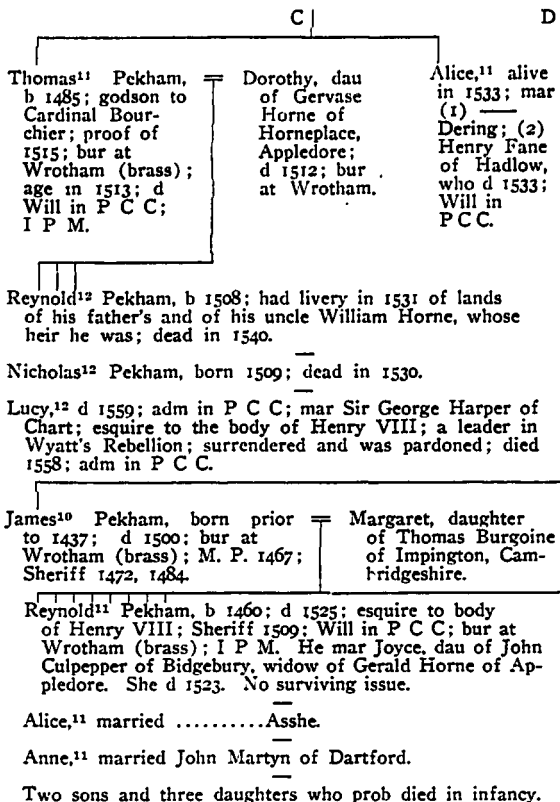 C D
Thomas¹¹ Pekham,
b 1485; godson to
Cardinal Bour-
chier; proof of
1515; bur at
Wrotham (brass);
age in 1513; d
Will in P C C;
I P M.
= Dorothy, dau
of Gervase
Horne of
Horneplace,
Appledore;
d 1512; bur
at Wrotham.
Alice,¹¹ alive
in 1533; mar
(1) ——
Dering; (2)
Henry Fane
of Hadlow,
who d 1533;
Will in
P C C.
Reynold¹² Pekham, b 1508; had livery in 1531 of lands
of his father's and of his uncle William Horne, whose
heir he was; dead in 1540.
Nicholas¹² Pekham, born 1509; dead in 1530.
Lucy,¹² d 1559; adm in P C C; mar Sir George Harper of
Chart; esquire to the body of Henry VIII; a leader in
Wyatt's Rebellion; surrendered and was pardoned; died
1558; adm in P C C.
James¹⁰ Pekham, born prior
to 1437; d 1500; bur at
Wrotham (brass); M. P. 1467;
Sheriff 1472, 1484.
= Margaret, daughter
of Thomas Burgoine
of Impington, Cam-
bridgeshire.
Reynold¹¹ Pekham, b 1460; d 1525; esquire to body
of Henry VIII; Sheriff 1509; Will in P C C; bur at
Wrotham (brass); I P M. He mar Joyce, dau of John
Culpepper of Bidgebury, widow of Gerald Horne of Ap-
pledore. She d 1523. No surviving issue.
Alice,¹¹ married ..........Asshe.
Anne,¹¹ married John Martyn of Dartford.
Two sons and three daughters who prob died in infancy.